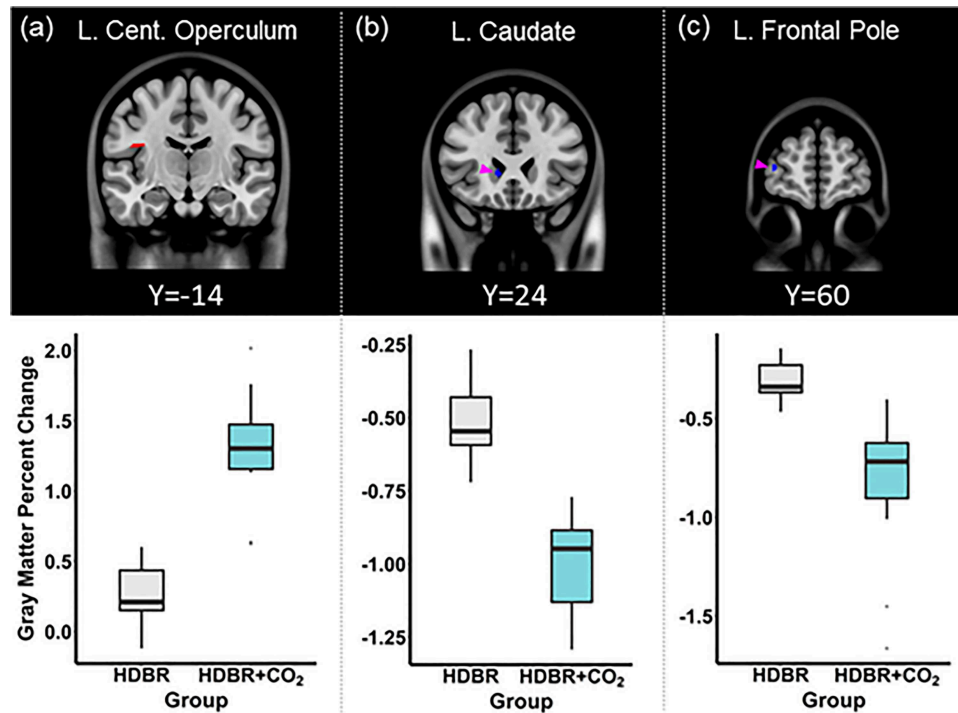 (a) L. Cent. Operculum
Y=-14
(b) L. Caudate
Y=24
(c) L. Frontal Pole
Y=60
Gray Matter Percent Change
2.0
1.5
1.0
0.5
0.0
HDBR HDBR+CO₂
Group
-0.25
-0.50
-0.75
-1.00
-1.25
HDBR HDBR+CO₂
Group
-0.5
-1.0
-1.5
HDBR HDBR+CO₂
Group